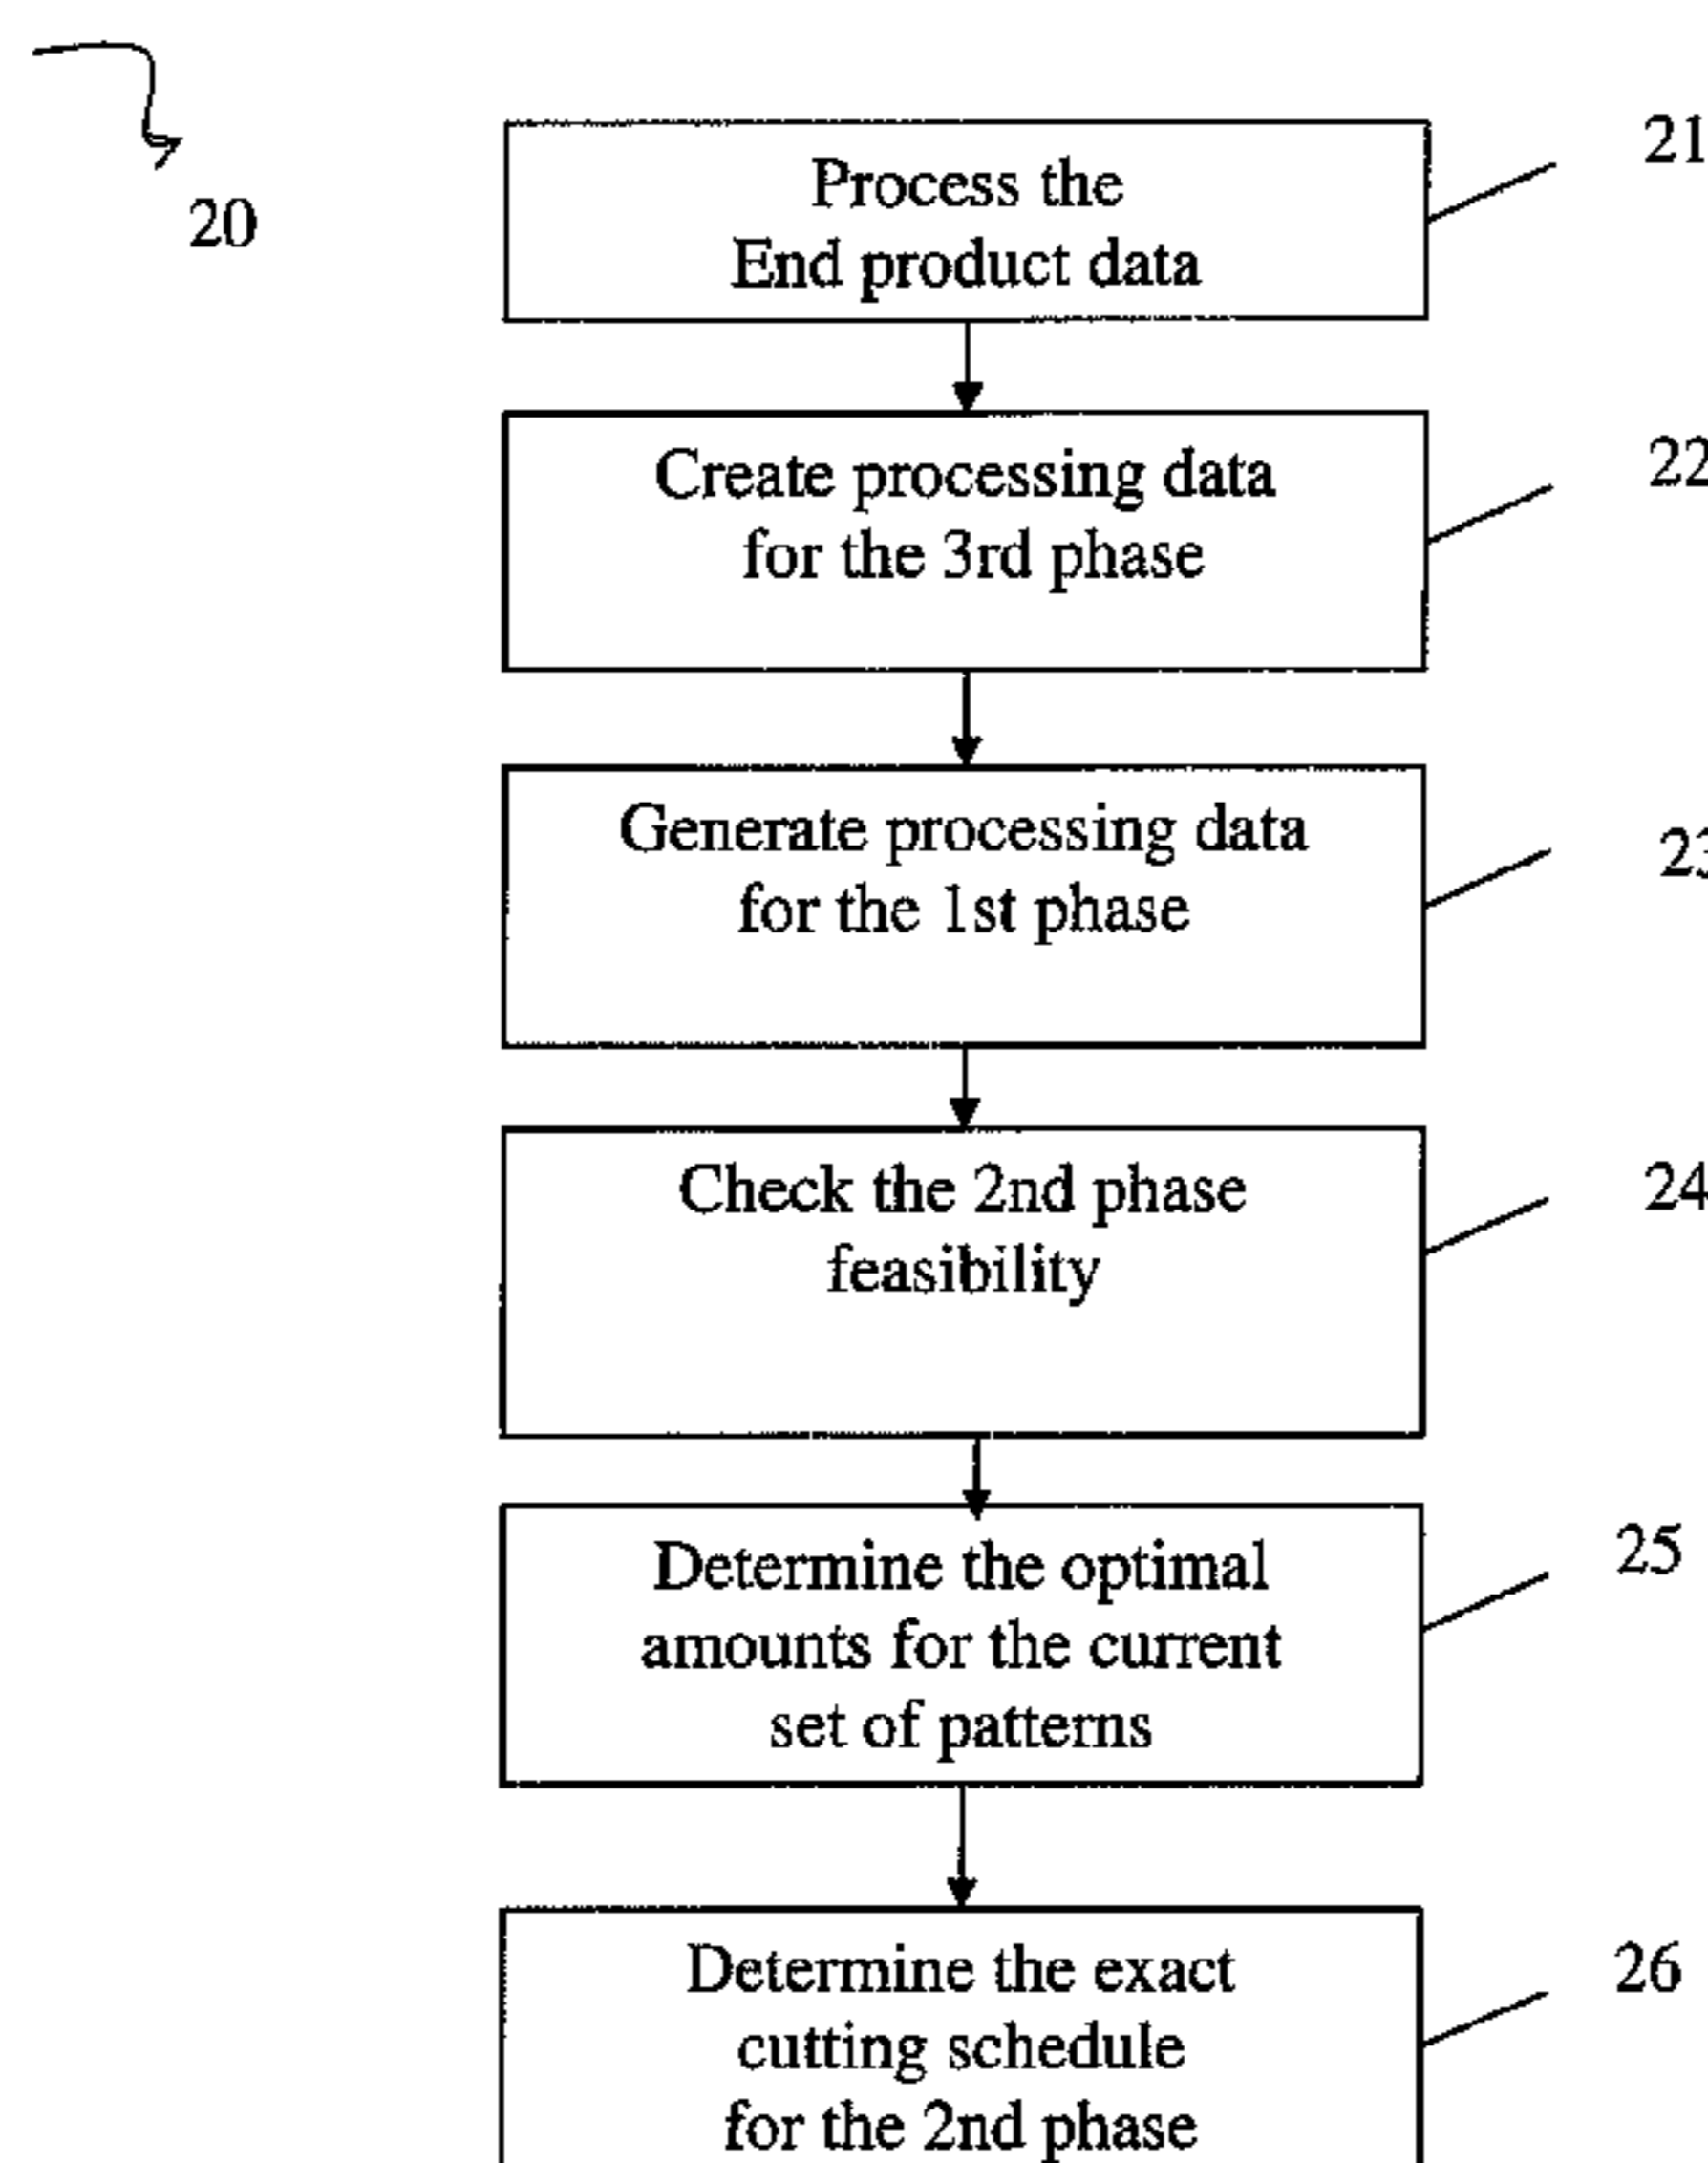 20
21
Process the
End product data
22
Create processing data
for the 3rd phase
23
Generate processing data
for the 1st phase
24
Check the 2nd phase
feasibility
25
Determine the optimal
amounts for the current
set of patterns
26
Determine the exact
cutting schedule
for the 2nd phase